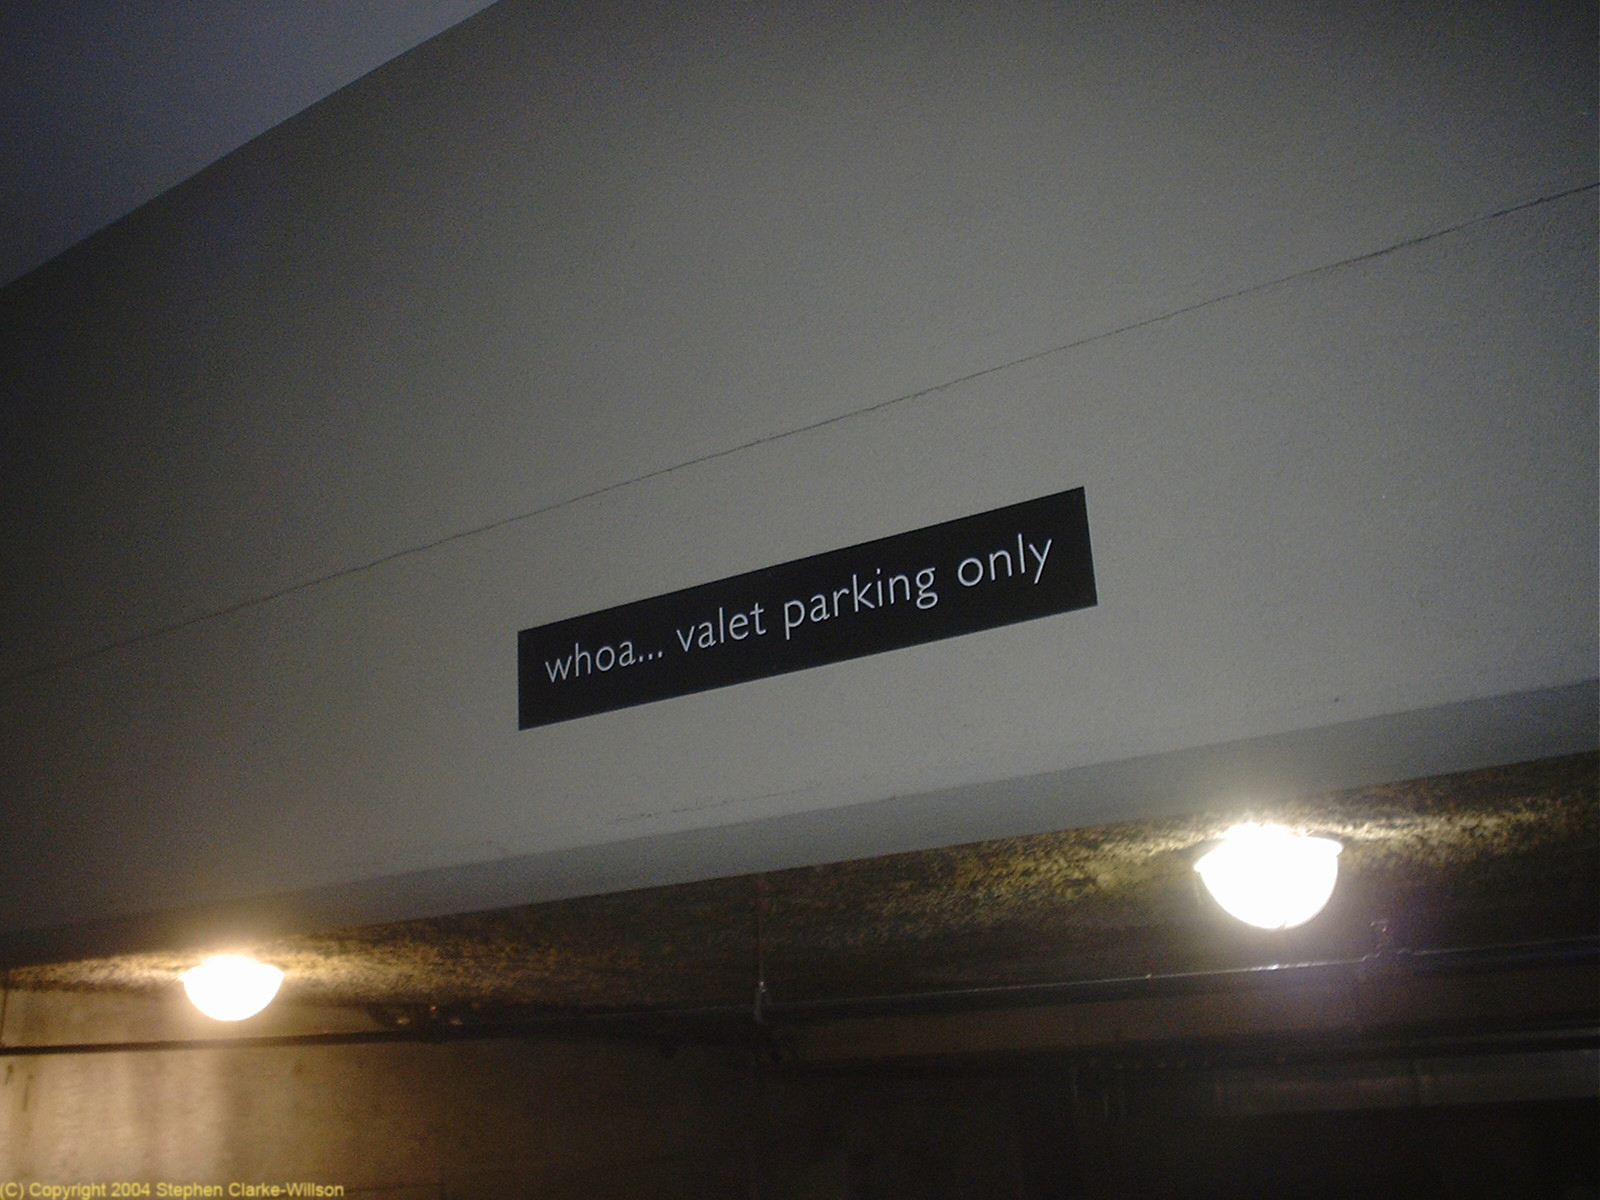 whoa... valet parking only
(C) Copyright 2004 Stephen Clarke-Willson